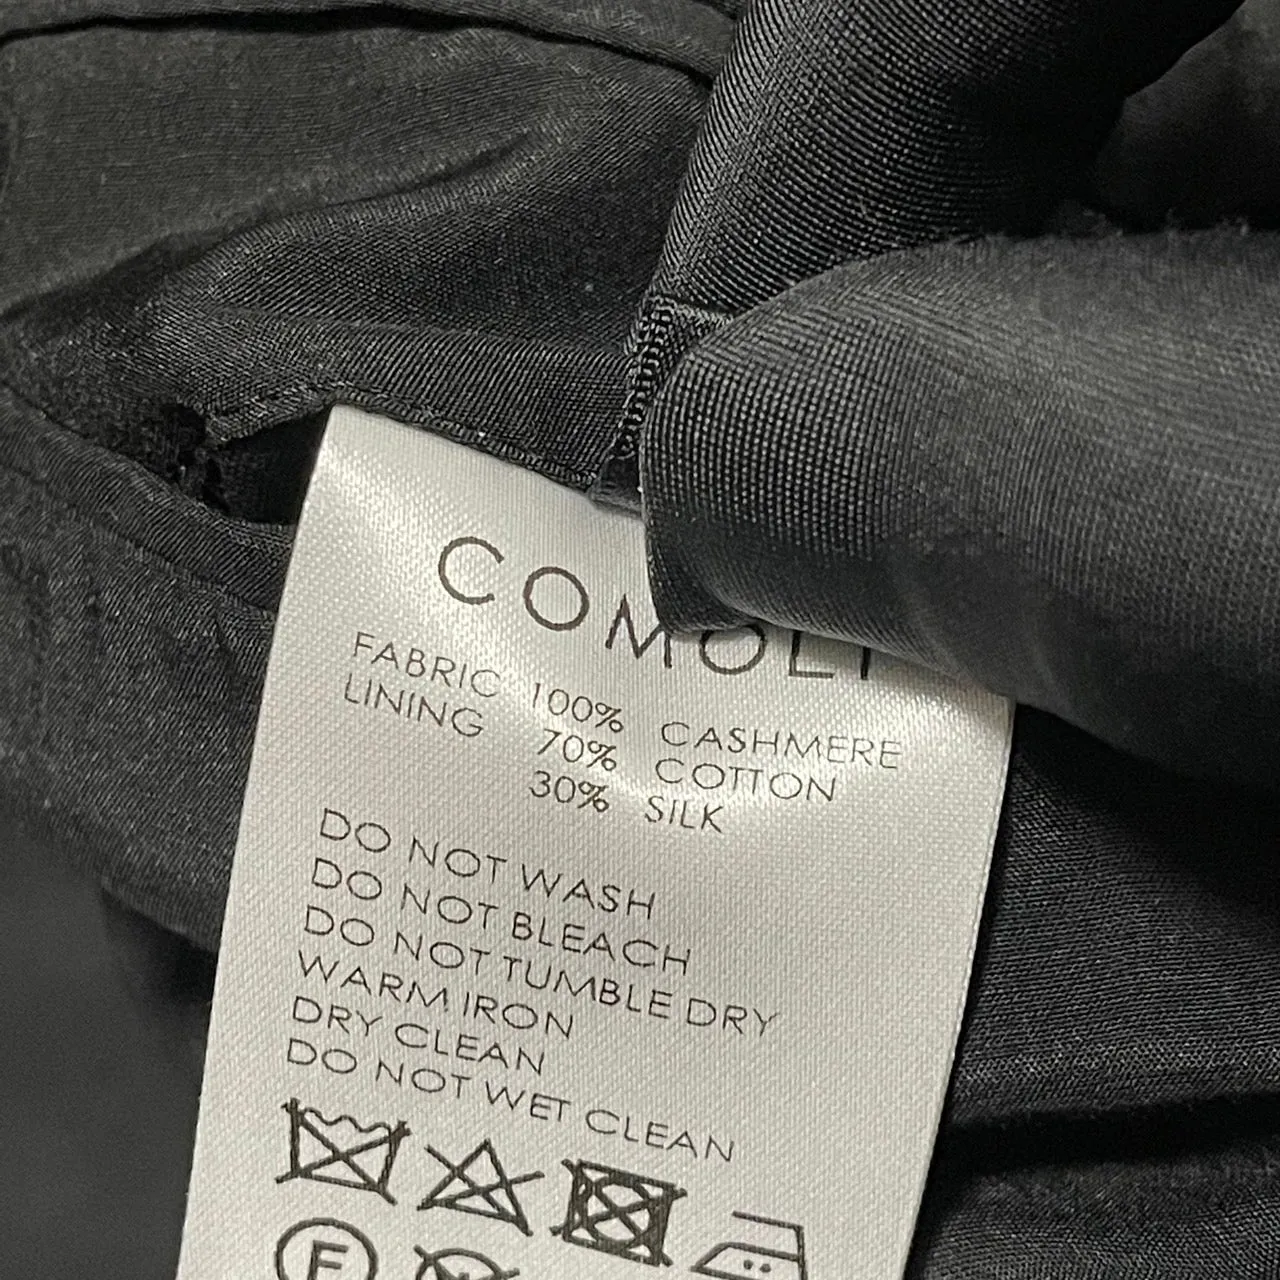 COMOLI
FABRIC 100% CASHMERE
LINING 70% COTTON
30% SILK
DO NOT WASH
DO NOT BLEACH
DO NOT TUMBLE DRY
WARM IRON
DRY CLEAN
DO NOT WET CLEAN
F